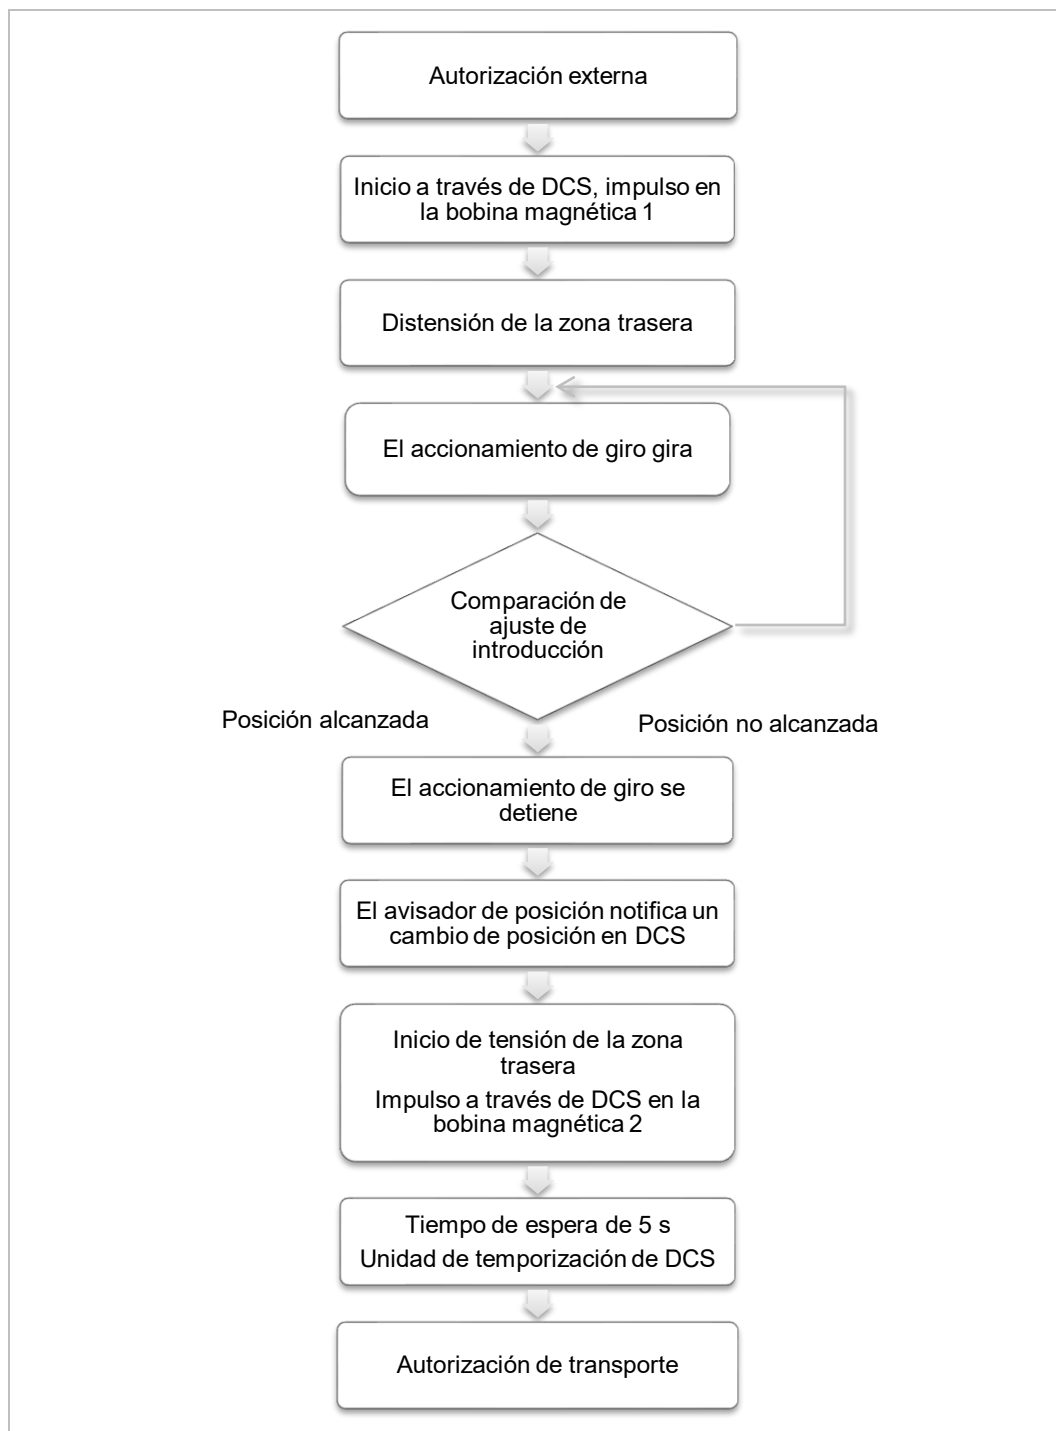 Autorización externa
Inicio a través de DCS, impulso en
la bobina magnética 1
Distensión de la zona trasera
El accionamiento de giro gira
Comparación de
ajuste de
introducción
Posición alcanzada
Posición no alcanzada
El accionamiento de giro se
detiene
El avisador de posición notifica un
cambio de posición en DCS
Inicio de tensión de la zona
trasera
Impulso a través de DCS en la
bobina magnética 2
Tiempo de espera de 5 s
Unidad de temporización de DCS
Autorización de transporte